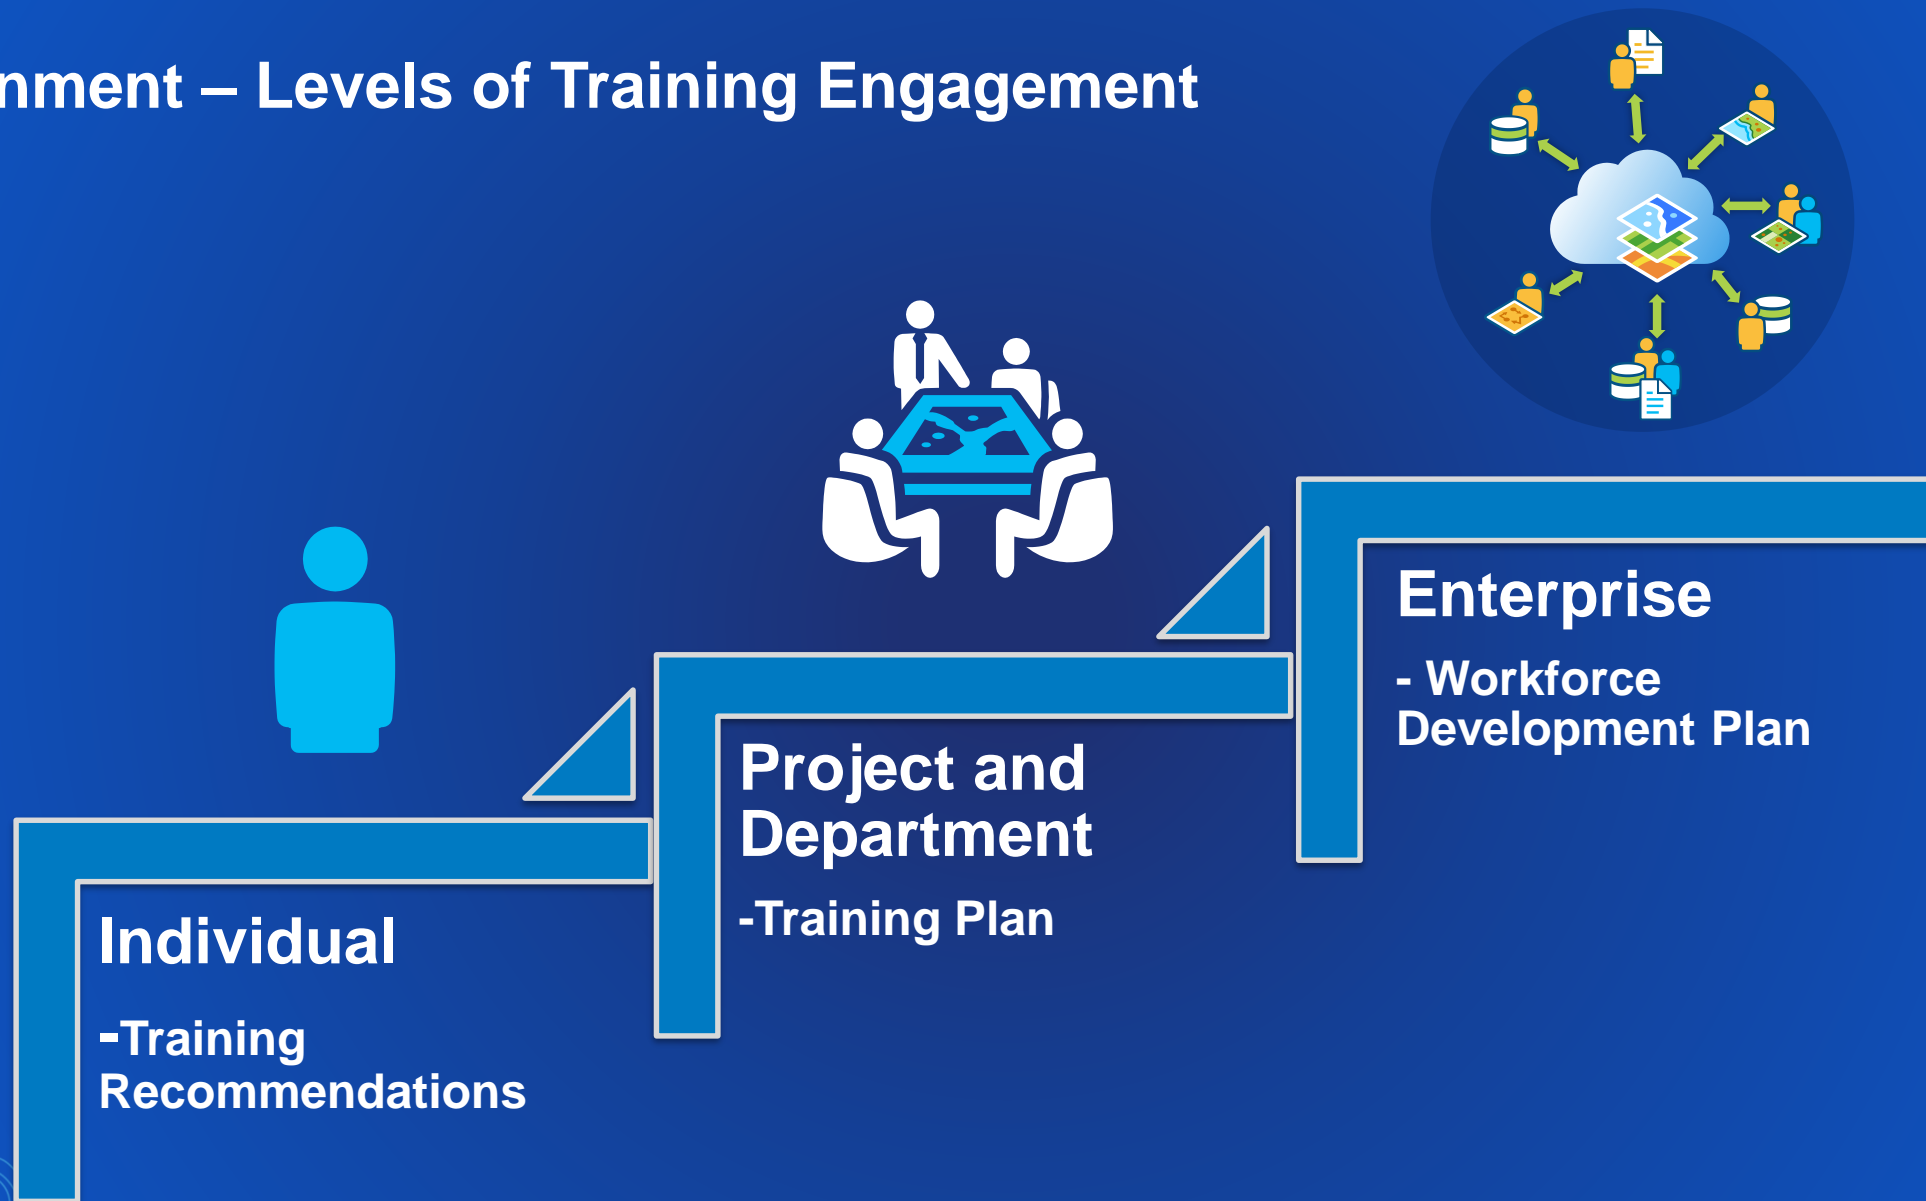 nment – Levels of Training Engagement
Enterprise
- Workforce
Development Plan
Project and
Department
-Training Plan
Individual
-Training
Recommendations